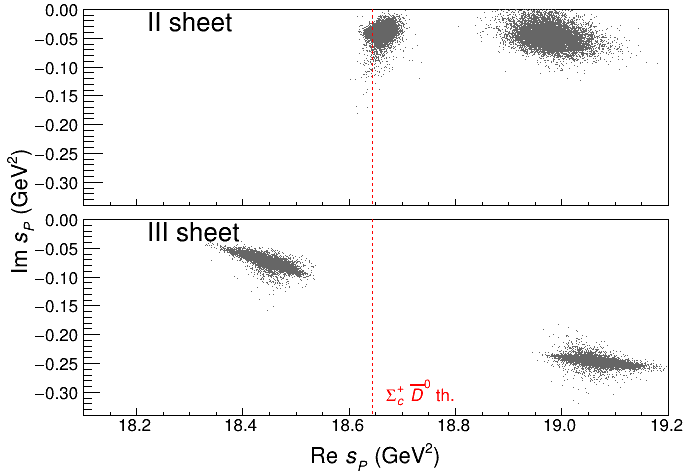 II sheet
0.00
−0.05
−0.10
−0.15
−0.20
−0.25
−0.30
III sheet
0.00
−0.05
−0.10
−0.15
−0.20
−0.25
−0.30
Im s_P (GeV²)
Σ_c⁺ D̅⁰ th.
18.2 18.4 18.6 18.8 19.0 19.2
Re s_P (GeV²)